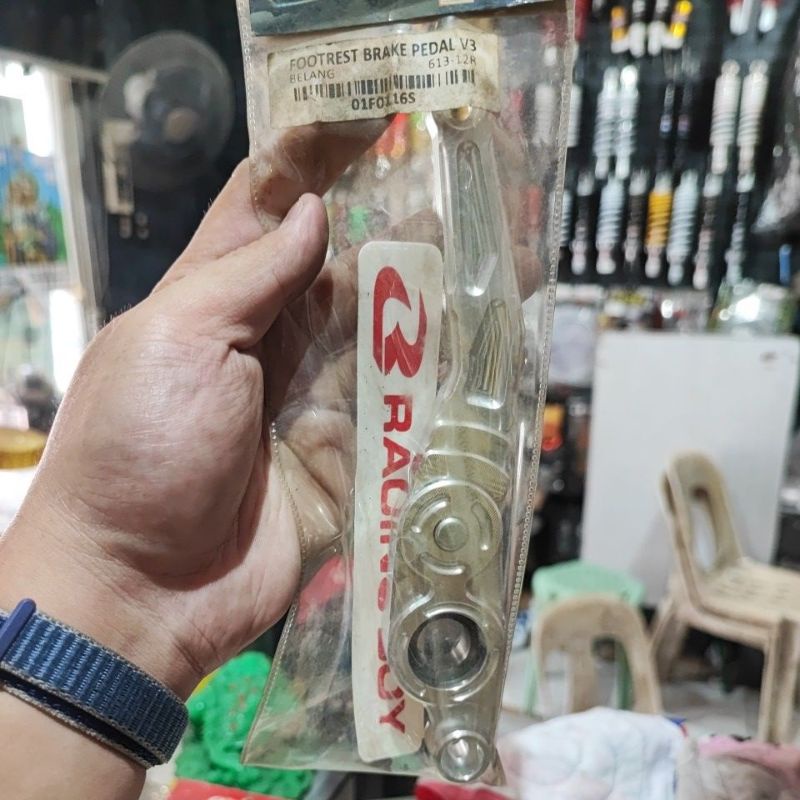 FOOTREST BRAKE PEDAL V3
BELANG 613-12R
01F0116S
RACING BOY